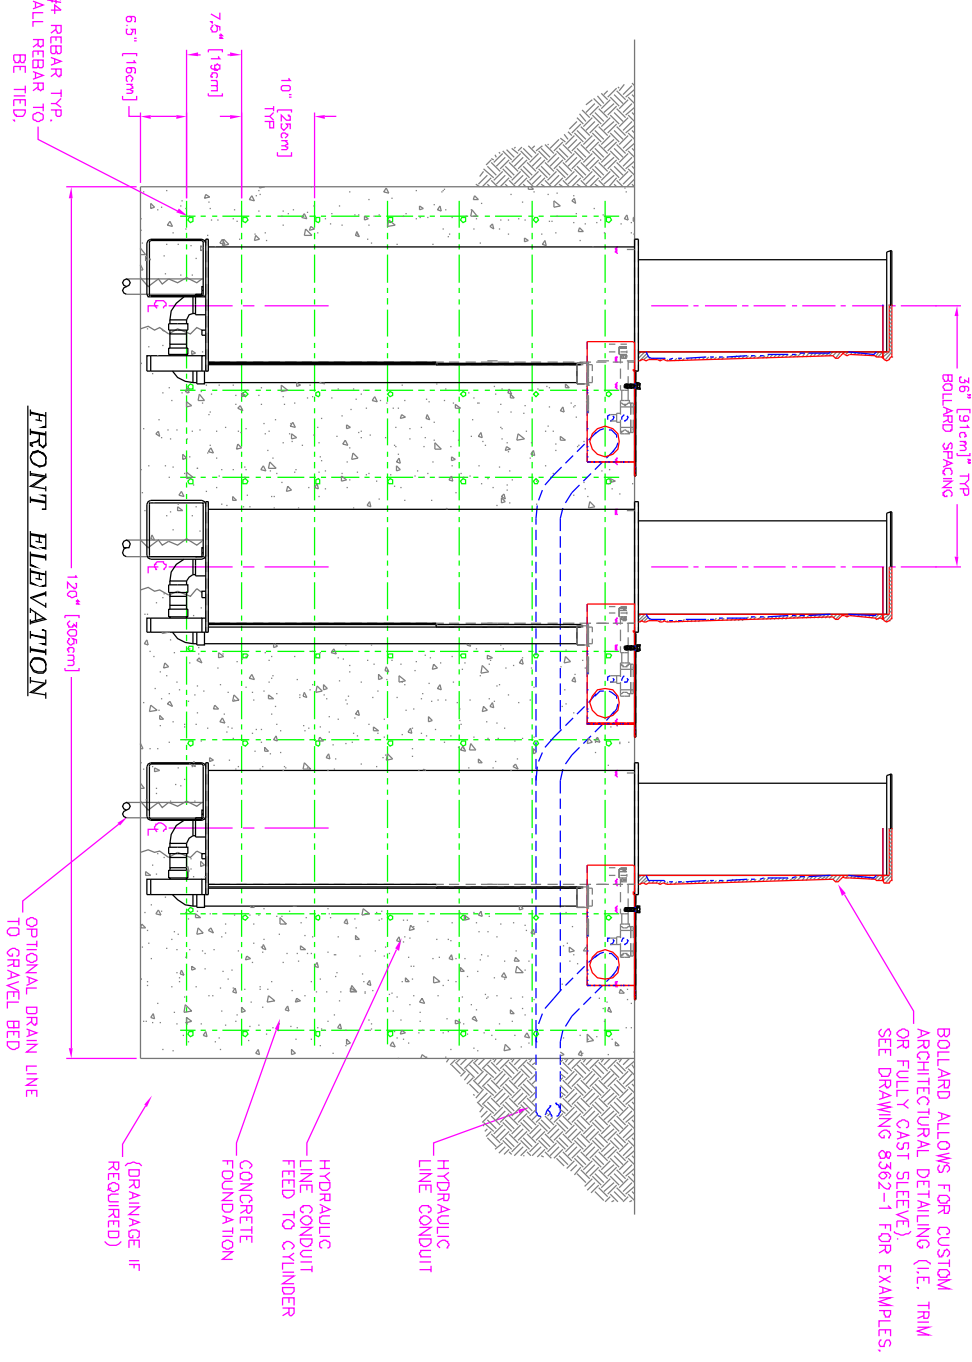 36" [91cm]" TYP
BOLLARD SPACING
BOLLARD ALLOWS FOR CUSTOM
ARCHITECTURAL DETAILING (I.E. TRIM
OR FULLY CAST SLEEVE).
SEE DRAWING 8362-1 FOR EXAMPLES.
10" [25cm]
TYP
7.5" [19cm]
6.5" [16cm]
#4 REBAR TYP.
ALL REBAR TO
BE TIED.
HYDRAULIC
LINE CONDUIT
HYDRAULIC
LINE CONDUIT
FEED TO CYLINDER
CONCRETE
FOUNDATION
(DRAINAGE IF
REQUIRED)
OPTIONAL DRAIN LINE
TO GRAVEL BED
120" [305cm]
FRONT ELEVATION